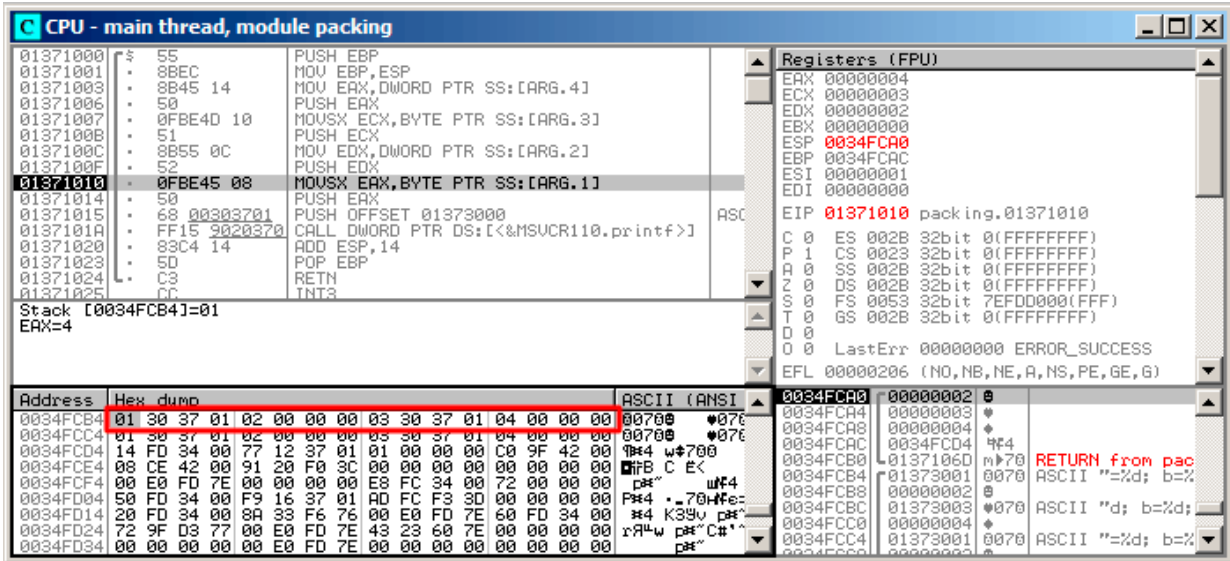 C CPU - main thread, module packing
01371000 $ 55 PUSH EBP
01371001 · 8BEC MOV EBP,ESP
01371003 · 8B45 14 MOV EAX,DWORD PTR SS:[ARG.4]
01371006 · 50 PUSH EAX
01371007 · 0FBE4D 10 MOVSX ECX,BYTE PTR SS:[ARG.3]
0137100B · 51 PUSH ECX
0137100C · 8B55 0C MOV EDX,DWORD PTR SS:[ARG.2]
0137100F · 52 PUSH EDX
01371010 · 0FBE45 08 MOVSX EAX,BYTE PTR SS:[ARG.1]
01371014 · 50 PUSH EAX
01371015 · 68 00303701 PUSH OFFSET 01373000 ASC
0137101A · FF15 9020370 CALL DWORD PTR DS:[<&MSVCR110.printf>]
01371020 · 83C4 14 ADD ESP,14
01371023 · 5D POP EBP
01371024 · C3 RETN
01371025 CC INT3
Stack [0034FCB4]=01
EAX=4
Registers (FPU)
EAX 00000004
ECX 00000003
EDX 00000002
EBX 00000000
ESP 0034FCA0
EBP 0034FCAC
ESI 00000001
EDI 00000000
EIP 01371010 packing.01371010
C 0 ES 002B 32bit 0(FFFFFFFF)
P 1 CS 0023 32bit 0(FFFFFFFF)
A 0 SS 002B 32bit 0(FFFFFFFF)
Z 0 DS 002B 32bit 0(FFFFFFFF)
S 0 FS 0053 32bit 7EFDD000(FFF)
T 0 GS 002B 32bit 0(FFFFFFFF)
D 0
O 0 LastErr 00000000 ERROR_SUCCESS
EFL 00000206 (NO,NB,NE,A,NS,PE,GE,G)
Address Hex dump ASCII (ANSI
0034FCB4 01 30 37 01 02 00 00 00 03 30 37 01 04 00 00 00
0034FCC4 01 30 37 01 02 00 00 00 03 30 37 01 04 00 00 00
0034FCD4 14 FD 34 00 77 12 37 01 01 00 00 00 C0 9F 42 00
0034FCE4 08 CE 42 00 91 20 F0 3C 00 00 00 00 00 00 00 00
0034FCF4 00 E0 FD 7E 00 00 00 00 E8 FC 34 00 72 00 00 00
0034FD04 50 FD 34 00 F9 16 37 01 AD FC F3 3D 00 00 00 00
0034FD14 20 FD 34 00 8A 33 F6 76 00 E0 FD 7E 60 FD 34 00
0034FD24 72 9F D3 77 00 E0 FD 7E 43 23 60 7E 00 00 00 00
0034FD34 00 00 00 00 00 E0 FD 7E 00 00 00 00 00 00 00 00
0034FCA0 00000002
0034FCA4 00000003
0034FCA8 00000004
0034FCAC 0034FCD4
0034FCB0 0137106D RETURN from pac
0034FCB4 01373001 ASCII "=%d; b=%
0034FCB8 00000002
0034FCBC 01373003 ASCII "d; b=%d;
0034FCC0 00000004
0034FCC4 01373001 ASCII "=%d; b=%